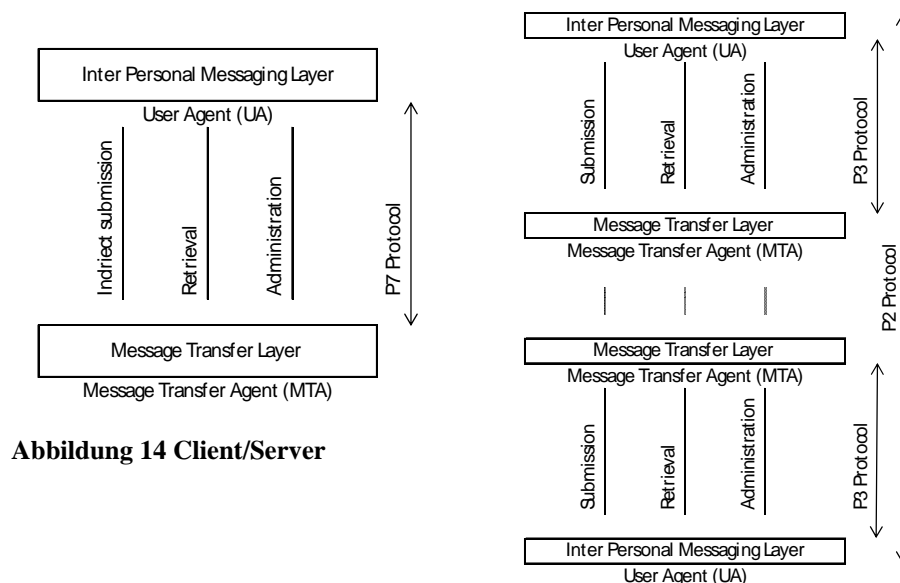 Inter Personal Messaging Layer
User Agent (UA)
Indriect submission
Retrieval
Administration
P7 Protocol
Message Transfer Layer
Message Transfer Agent (MTA)
Abbildung 14 Client/Server
Inter Personal Messaging Layer
User Agent (UA)
Submission
Retrieval
Administration
P3 Protocol
Message Transfer Layer
Message Transfer Agent (MTA)
P2 Protocol
Message Transfer Layer
Message Transfer Agent (MTA)
Submission
Retrieval
Administration
P3 Protocol
Inter Personal Messaging Layer
User Agent (UA)